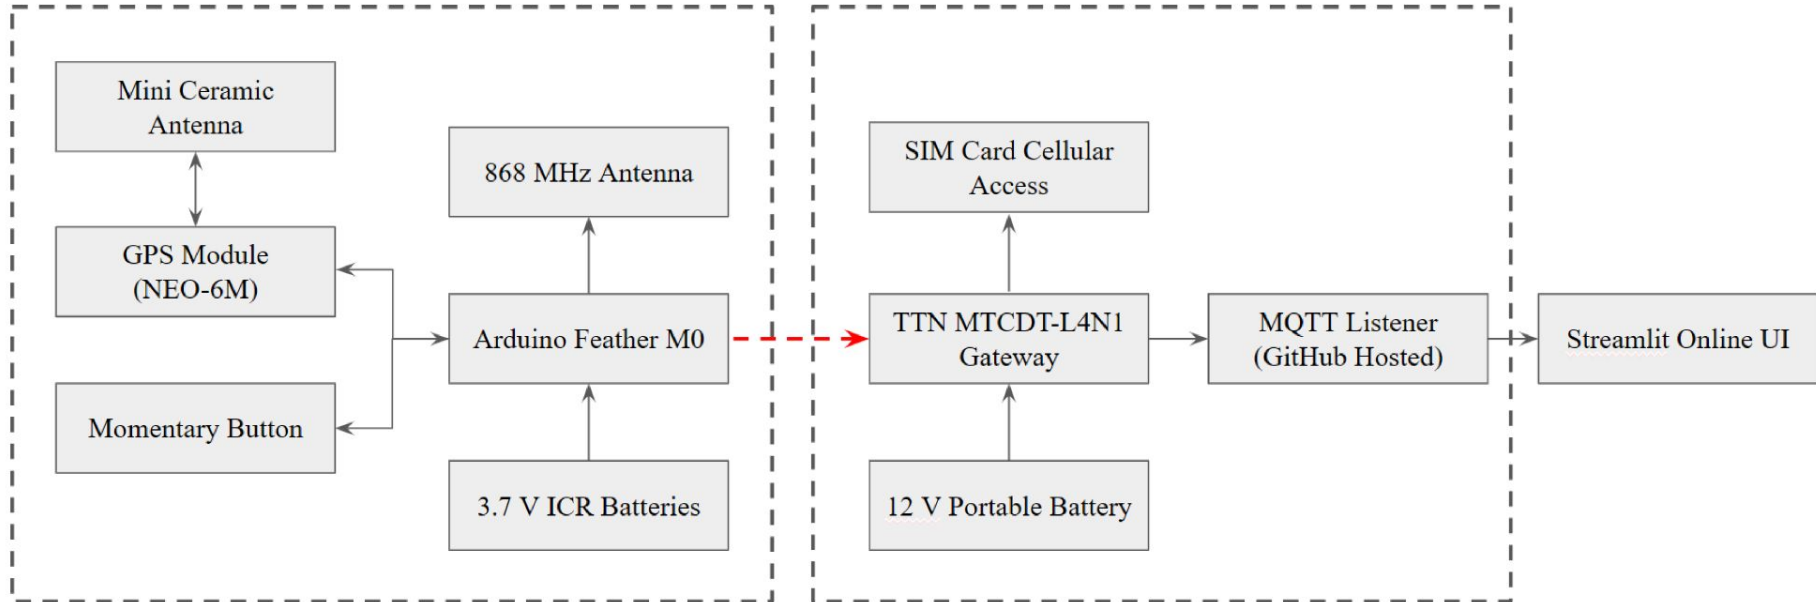 Mini Ceramic
Antenna
GPS Module
(NEO-6M)
Momentary Button
868 MHz Antenna
Arduino Feather M0
3.7 V ICR Batteries
SIM Card Cellular
Access
TTN MTCDT-L4N1
Gateway
12 V Portable Battery
MQTT Listener
(GitHub Hosted)
Streamlit Online UI